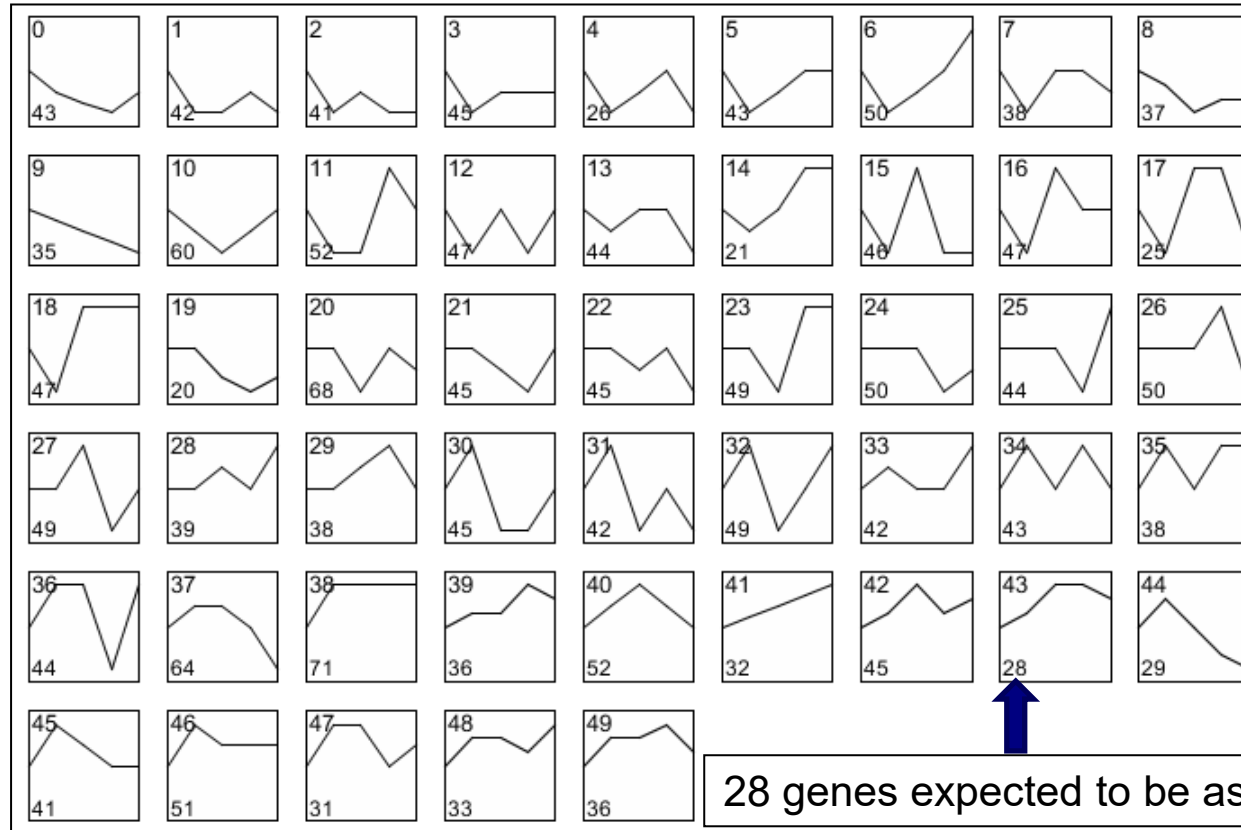 0 1 2 3 4 5 6 7 8
43 42 41 45 26 43 50 38 37
9 10 11 12 13 14 15 16 17
35 60 52 47 44 21 46 47 25
18 19 20 21 22 23 24 25 26
47 20 68 45 45 49 50 44 50
27 28 29 30 31 32 33 34 35
49 39 38 45 42 49 42 43 38
36 37 38 39 40 41 42 43 44
44 64 71 36 52 32 45 28 29
45 46 47 48 49
41 51 31 33 36
28 genes expected to be as